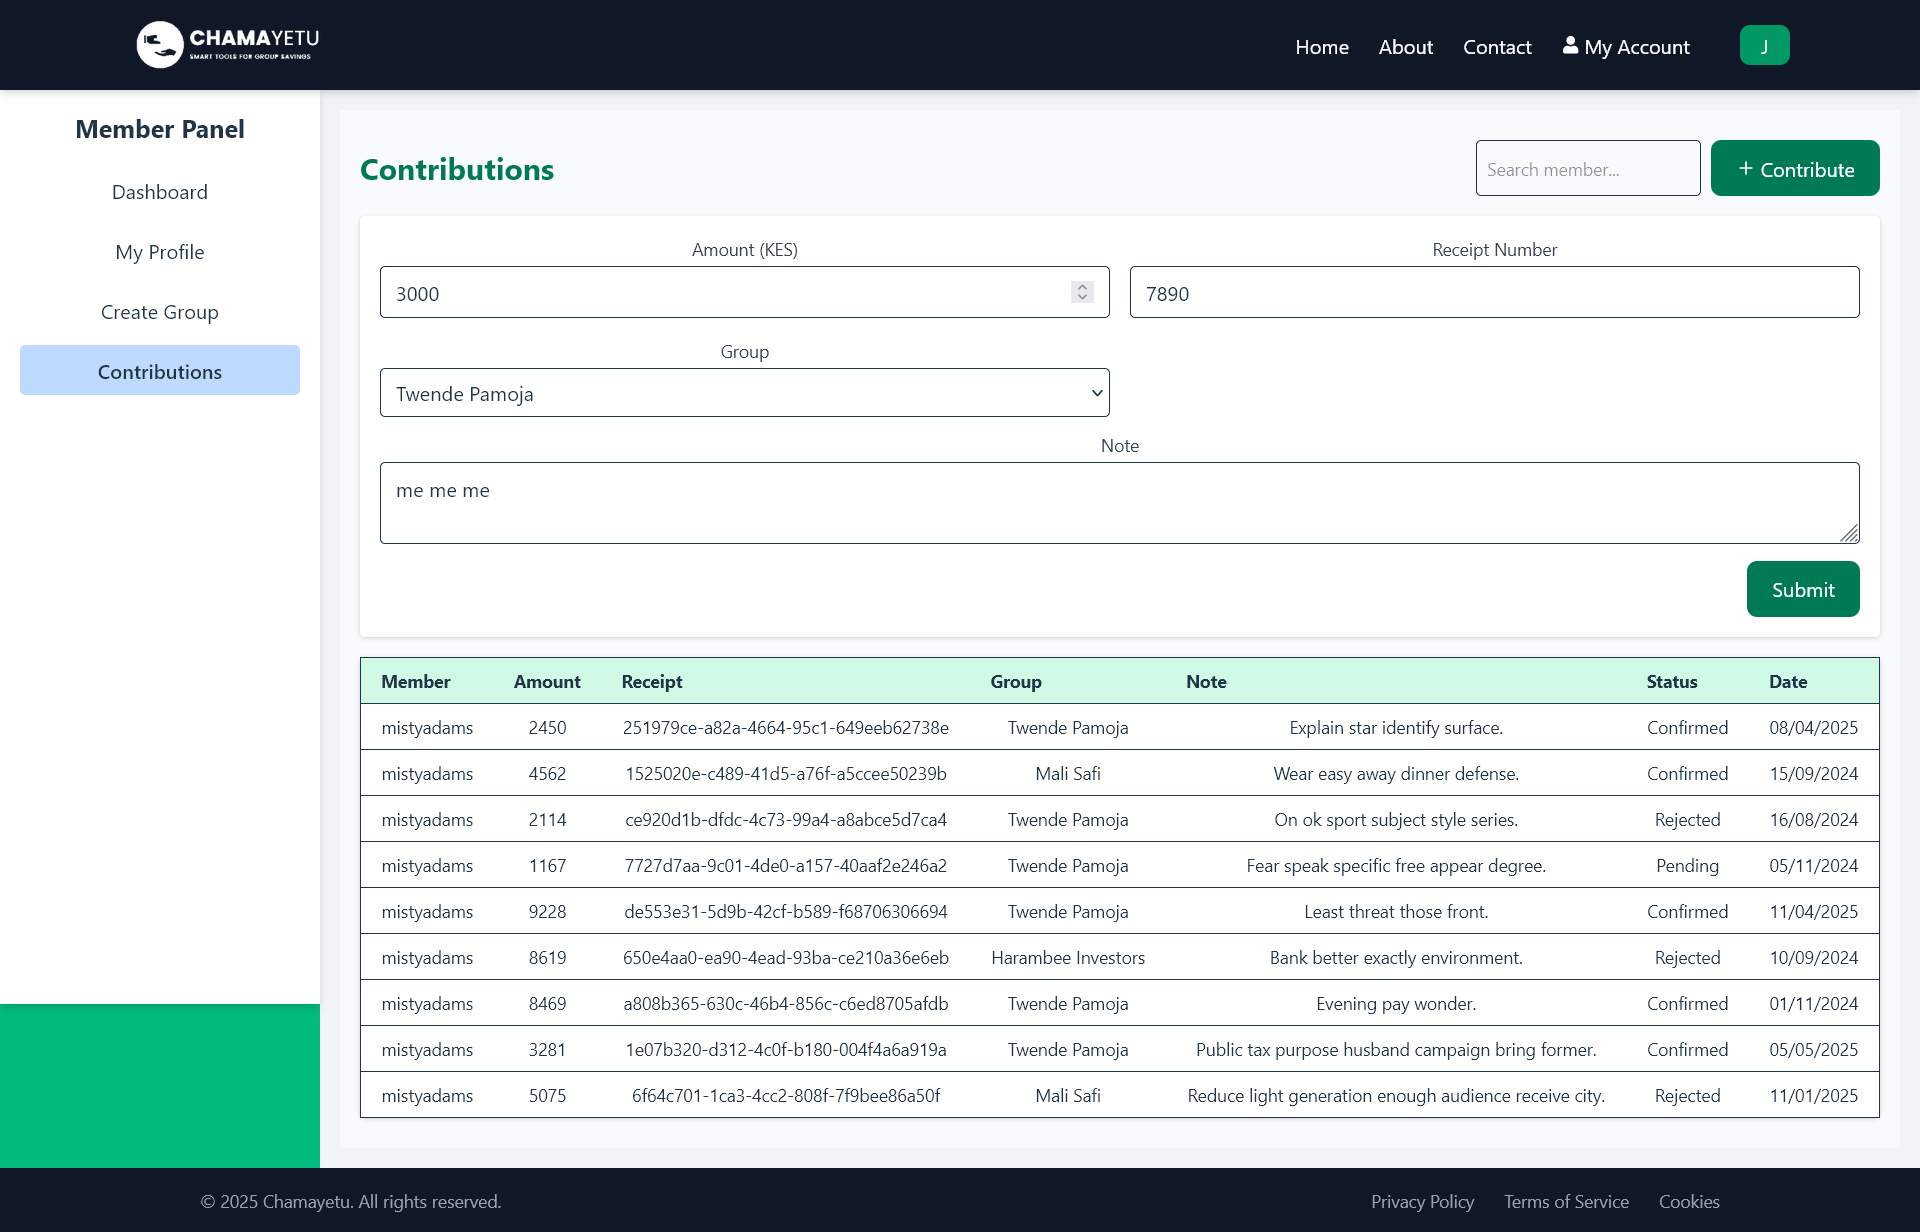 CHAMAYETU
SMART TOOLS FOR GROUP SAVINGS
Home About Contact My Account J
Member Panel
Dashboard
My Profile
Create Group
Contributions
Contributions
Search member...
+ Contribute
Amount (KES) Receipt Number
3000 7890
Group
Twende Pamoja
Note
me me me
Submit
Member Amount Receipt Group Note Status Date
mistyadams 2450 251979ce-a82a-4664-95c1-649eeb62738e Twende Pamoja Explain star identify surface. Confirmed 08/04/2025
mistyadams 4562 1525020e-c489-41d5-a76f-a5ccee50239b Mali Safi Wear easy away dinner defense. Confirmed 15/09/2024
mistyadams 2114 ce920d1b-dfdc-4c73-99a4-a8abce5d7ca4 Twende Pamoja On ok sport subject style series. Rejected 16/08/2024
mistyadams 1167 7727d7aa-9c01-4de0-a157-40aaf2e246a2 Twende Pamoja Fear speak specific free appear degree. Pending 05/11/2024
mistyadams 9228 de553e31-5d9b-42cf-b589-f68706306694 Twende Pamoja Least threat those front. Confirmed 11/04/2025
mistyadams 8619 650e4aa0-ea90-4ead-93ba-ce210a36e6eb Harambee Investors Bank better exactly environment. Rejected 10/09/2024
mistyadams 8469 a808b365-630c-46b4-856c-c6ed8705afdb Twende Pamoja Evening pay wonder. Confirmed 01/11/2024
mistyadams 3281 1e07b320-d312-4c0f-b180-004f4a6a919a Twende Pamoja Public tax purpose husband campaign bring former. Confirmed 05/05/2025
mistyadams 5075 6f64c701-1ca3-4cc2-808f-7f9bee86a50f Mali Safi Reduce light generation enough audience receive city. Rejected 11/01/2025
© 2025 Chamayetu. All rights reserved. Privacy Policy Terms of Service Cookies